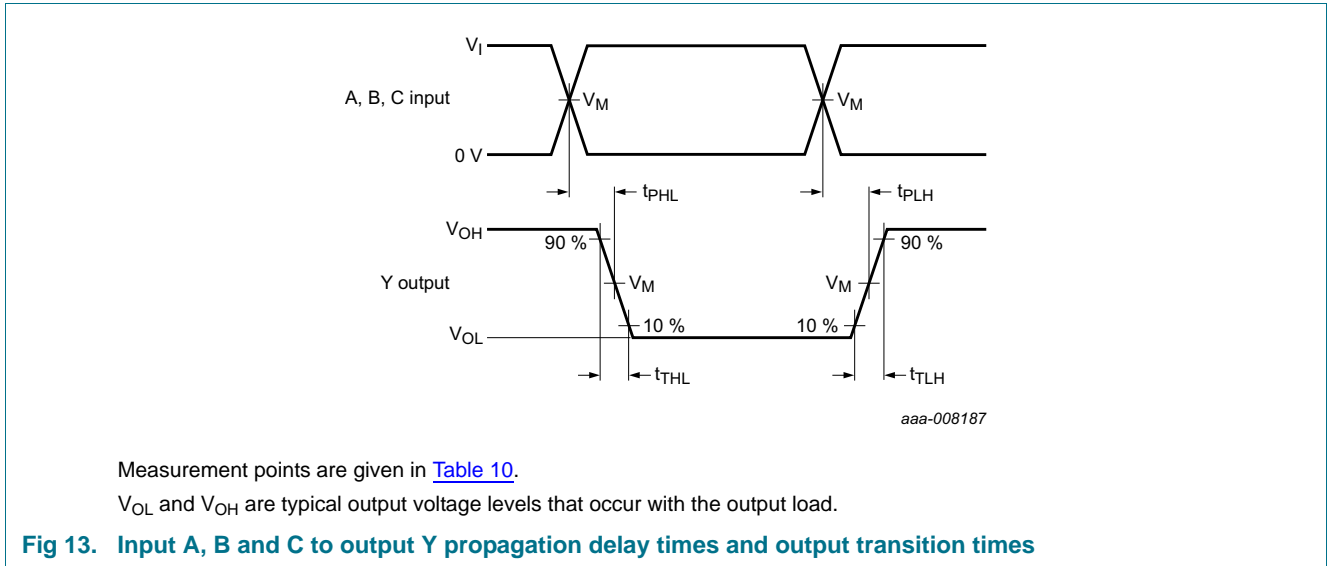 VI
A, B, C input
VM
VM
0 V
tPHL
tPLH
VOH
90 %
90 %
Y output
VM
VM
10 %
10 %
VOL
tTHL
tTLH
aaa-008187
Measurement points are given in Table 10.
VOL and VOH are typical output voltage levels that occur with the output load.
Fig 13. Input A, B and C to output Y propagation delay times and output transition times